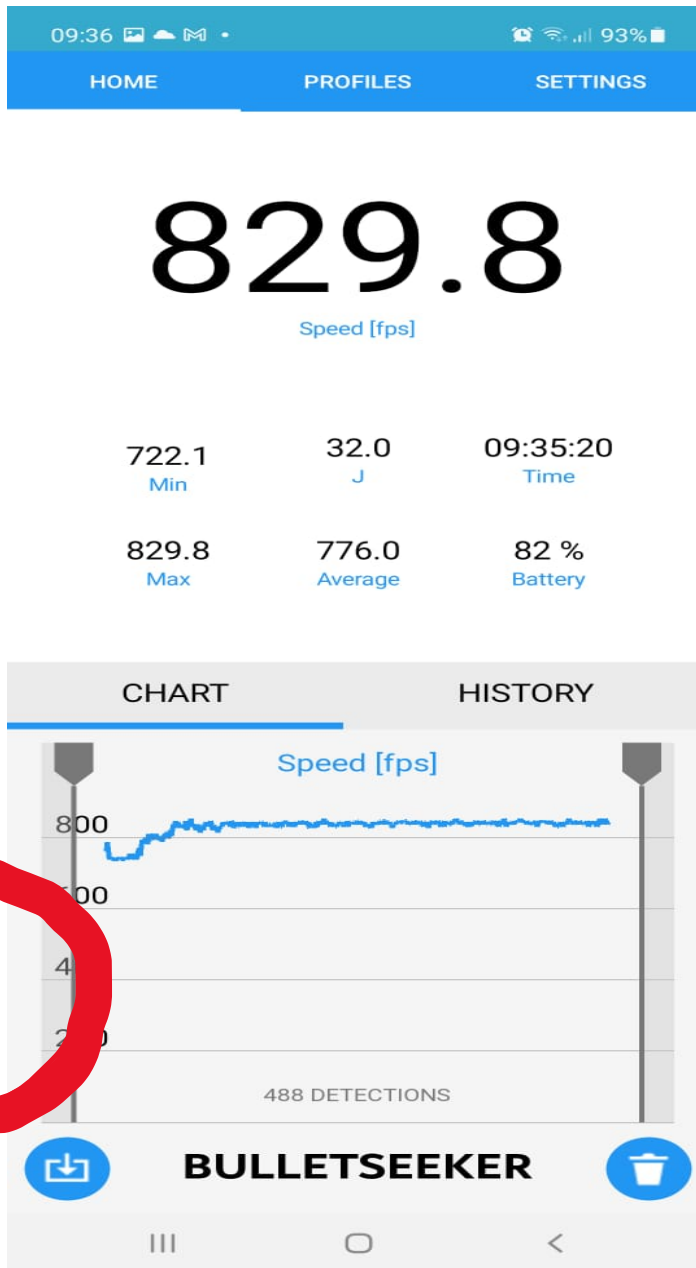 09:36 93%
HOME PROFILES SETTINGS
829.8
Speed [fps]
722.1 32.0 09:35:20
Min J Time
829.8 776.0 82 %
Max Average Battery
CHART HISTORY
Speed [fps]
800
488 DETECTIONS
BULLETSEEKER